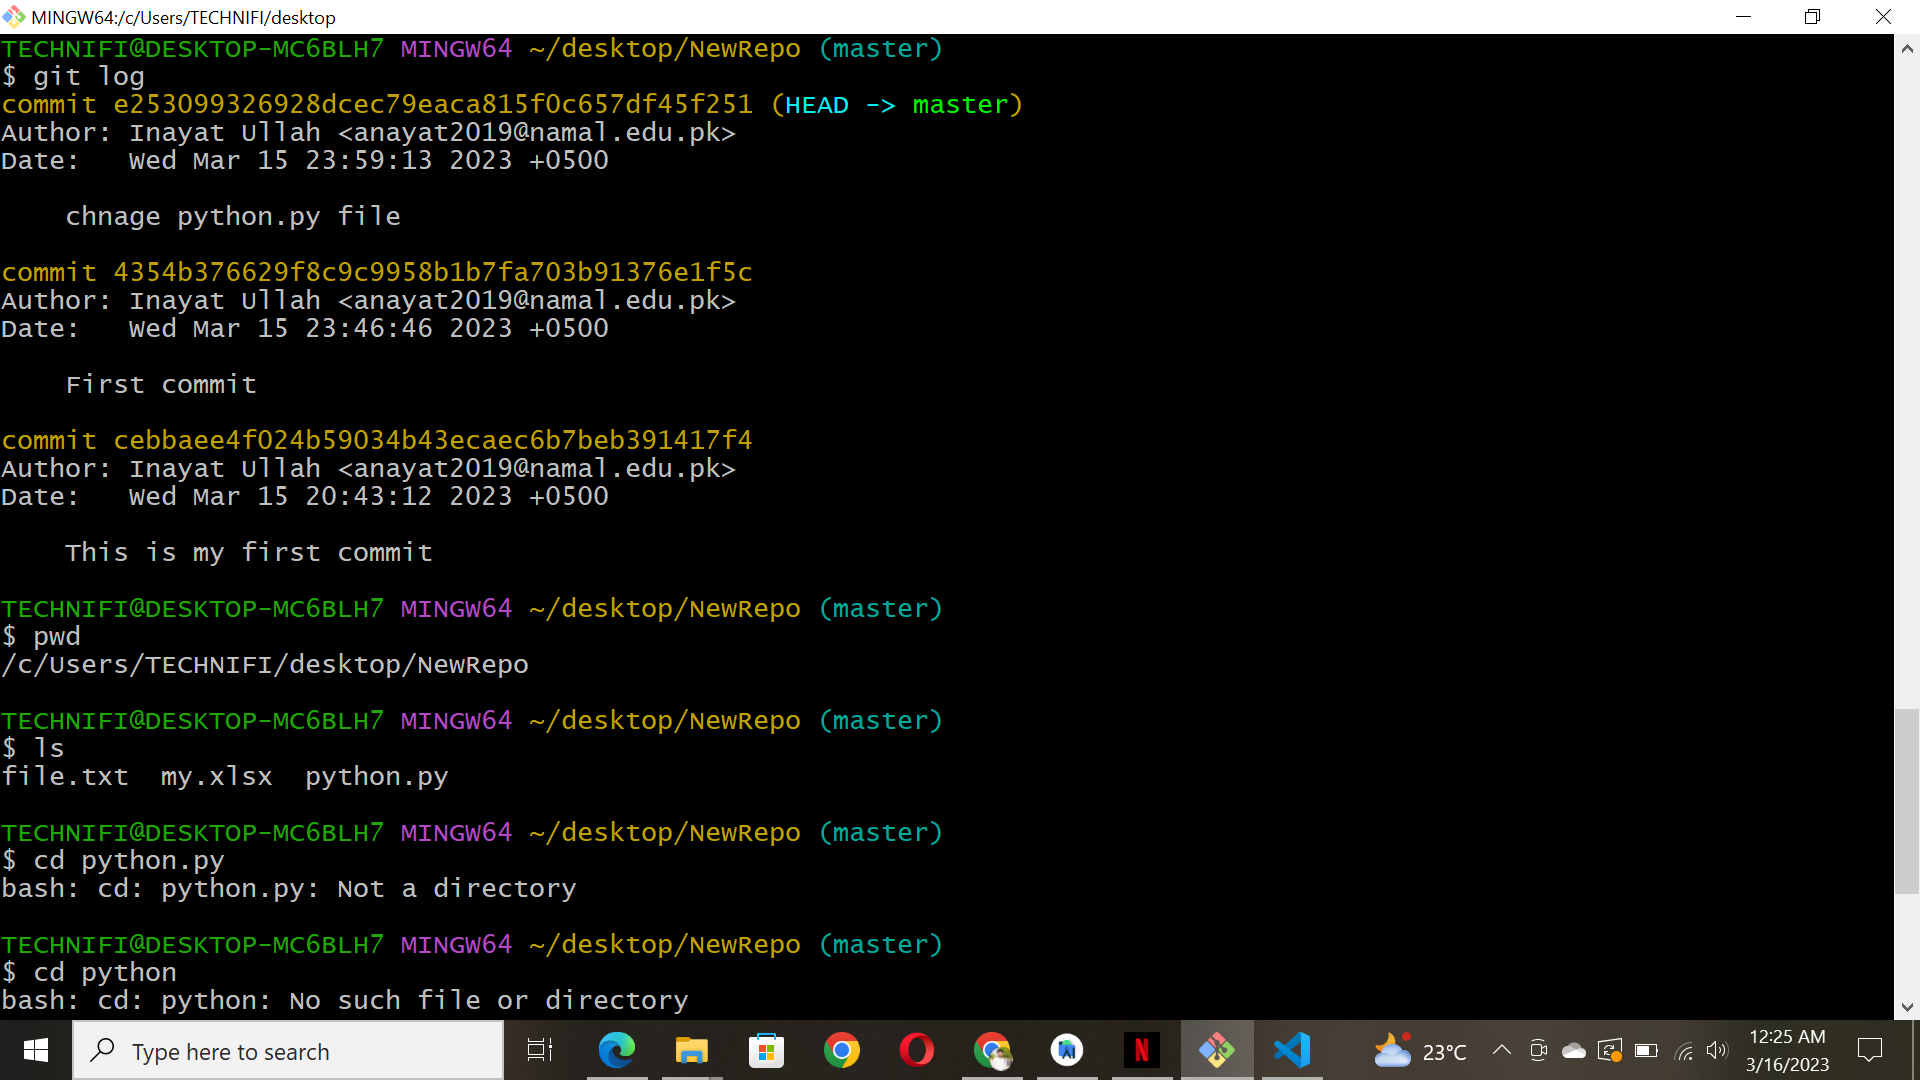 MINGW64:/c/Users/TECHNIFI/desktop
TECHNIFI@DESKTOP-MC6BLH7 MINGW64 ~/desktop/NewRepo (master)
$ git log
commit e253099326928dcec79eaca815f0c657df45f251 (HEAD -> master)
Author: Inayat Ullah <anayat2019@namal.edu.pk>
Date:   Wed Mar 15 23:59:13 2023 +0500
    chnage python.py file
commit 4354b376629f8c9c9958b1b7fa703b91376e1f5c
Author: Inayat Ullah <anayat2019@namal.edu.pk>
Date:   Wed Mar 15 23:46:46 2023 +0500
    First commit
commit cebbaee4f024b59034b43ecaec6b7beb391417f4
Author: Inayat Ullah <anayat2019@namal.edu.pk>
Date:   Wed Mar 15 20:43:12 2023 +0500
    This is my first commit
TECHNIFI@DESKTOP-MC6BLH7 MINGW64 ~/desktop/NewRepo (master)
$ pwd
/c/Users/TECHNIFI/desktop/NewRepo
TECHNIFI@DESKTOP-MC6BLH7 MINGW64 ~/desktop/NewRepo (master)
$ ls
file.txt  my.xlsx  python.py
TECHNIFI@DESKTOP-MC6BLH7 MINGW64 ~/desktop/NewRepo (master)
$ cd python.py
bash: cd: python.py: Not a directory
TECHNIFI@DESKTOP-MC6BLH7 MINGW64 ~/desktop/NewRepo (master)
$ cd python
bash: cd: python: No such file or directory
Type here to search
N
23°C
12:25 AM
3/16/2023